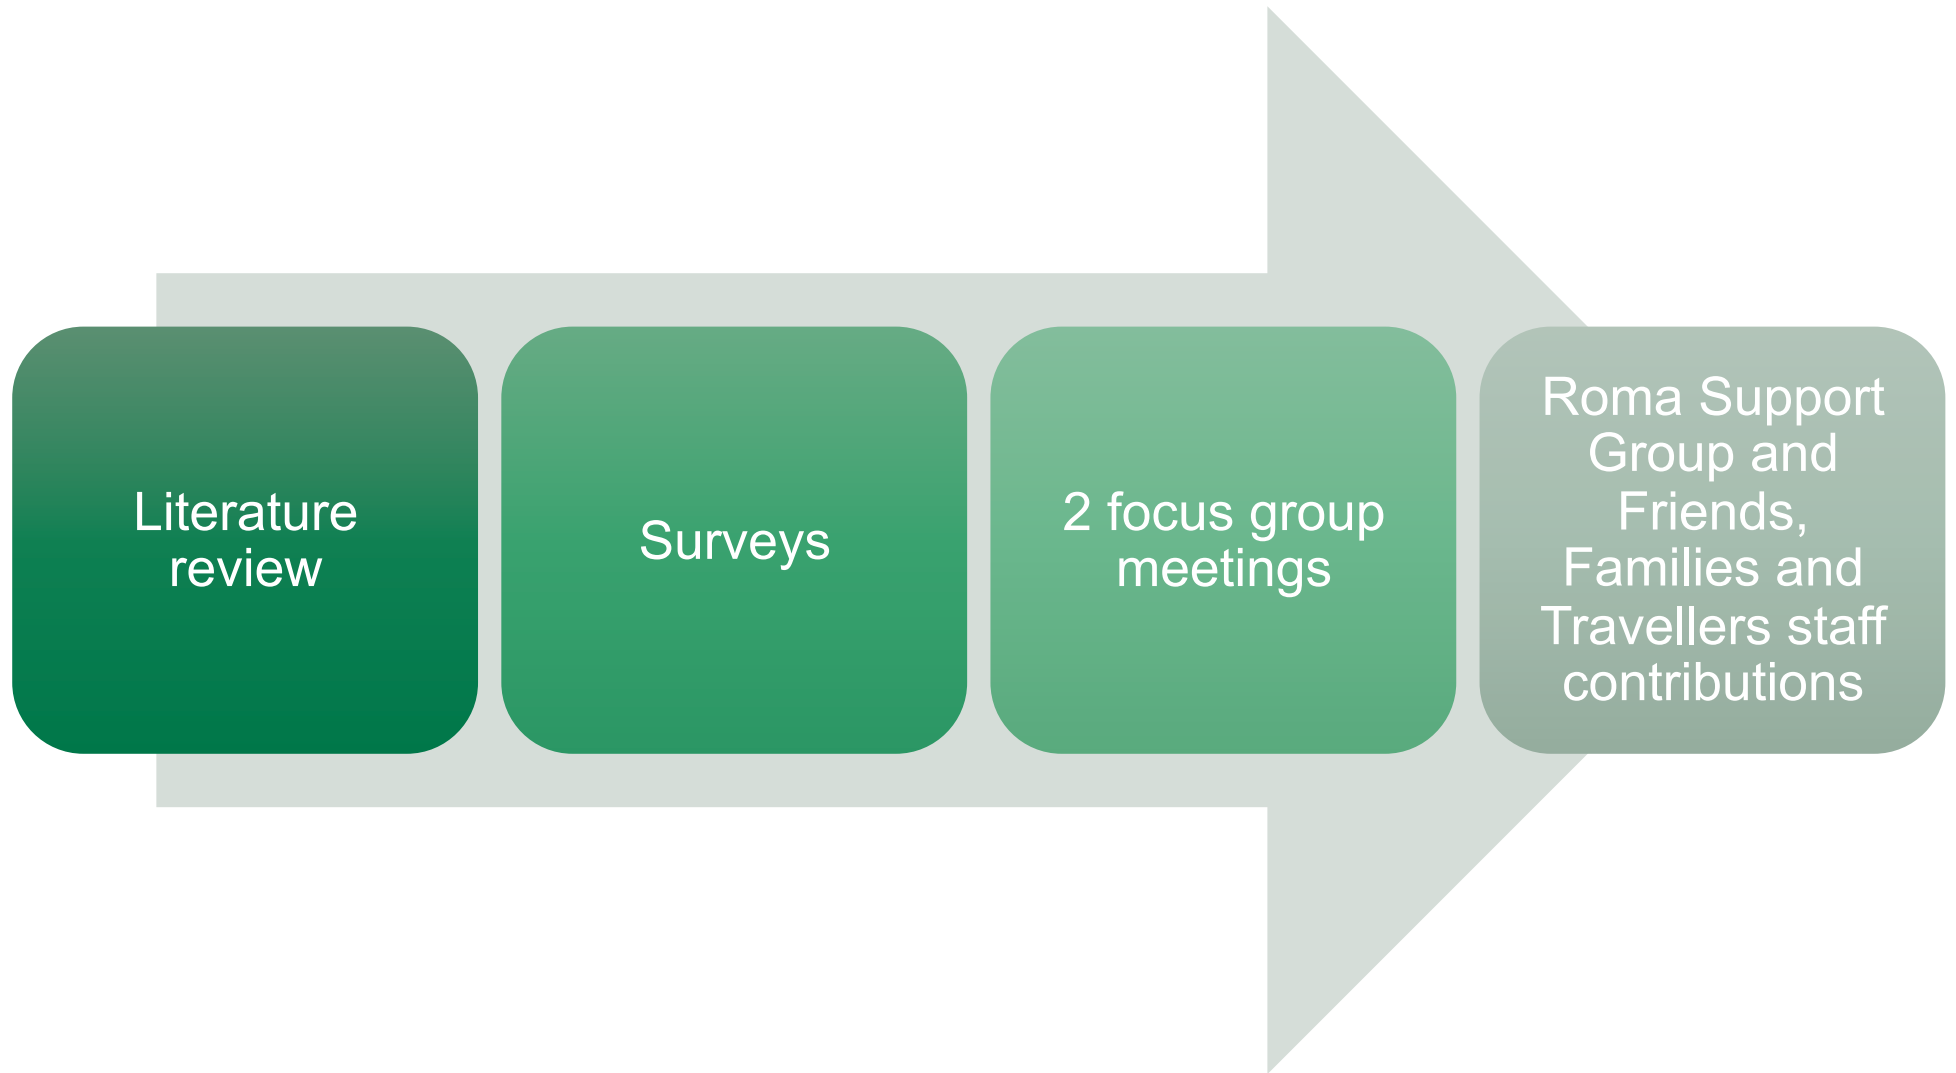 Literature
review
Surveys
2 focus group
meetings
Roma Support
Group and
Friends,
Families and
Travellers staff
contributions